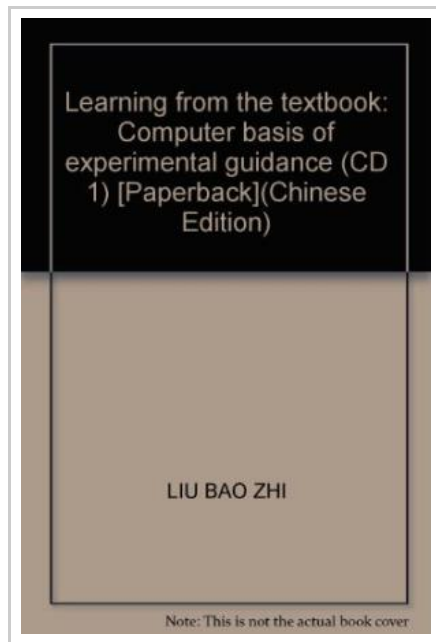 Learning from the textbook:
Computer basis of
experimental guidance (CD
1) [Paperback](Chinese
Edition)
LIU BAO ZHI
Note: This is not the actual book cover